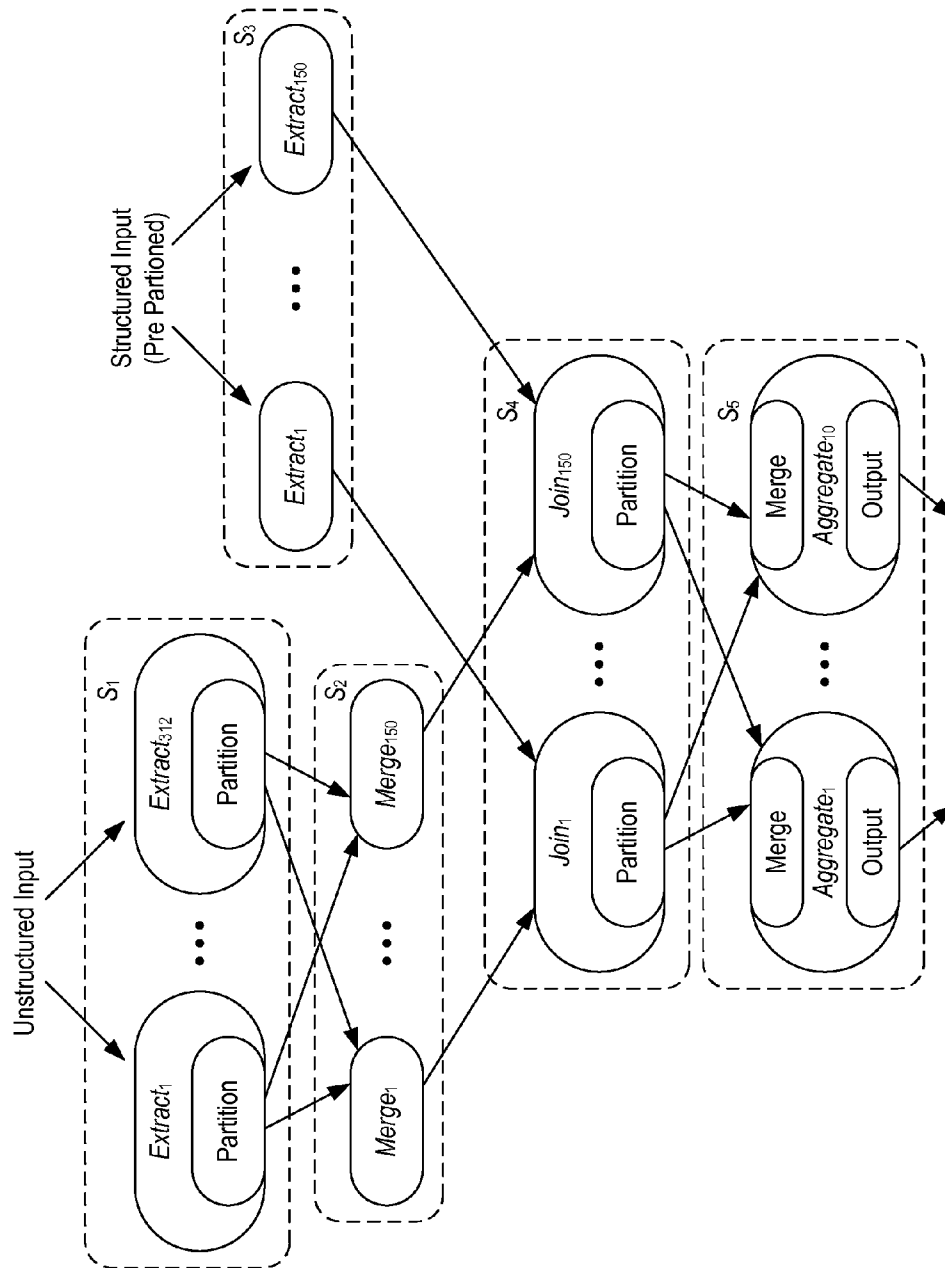 Unstructured Input
S1
Extract1
Partition
•••
Extract312
Partition
S2
Merge1
•••
Merge150
Structured Input
(Pre Partioned)
S3
Extract1
•••
Extract150
S4
Join1
Partition
•••
Join150
Partition
S5
Merge
Aggregate1
Output
•••
Merge
Aggregate10
Output